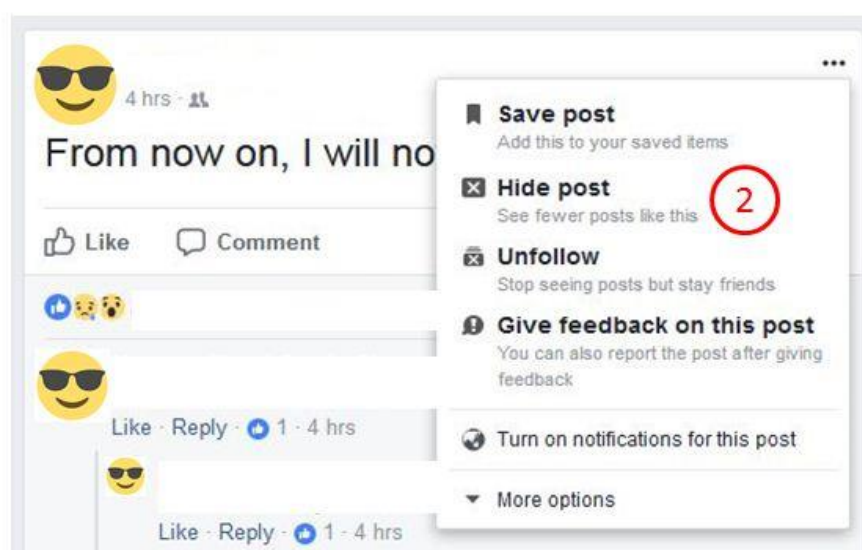 4 hrs ·
From now on, I will no
Like Comment
Like · Reply · 1 · 4 hrs
Like · Reply · 1 · 4 hrs
Save post
Add this to your saved items
Hide post
See fewer posts like this
2
Unfollow
Stop seeing posts but stay friends
Give feedback on this post
You can also report the post after giving
feedback
Turn on notifications for this post
More options